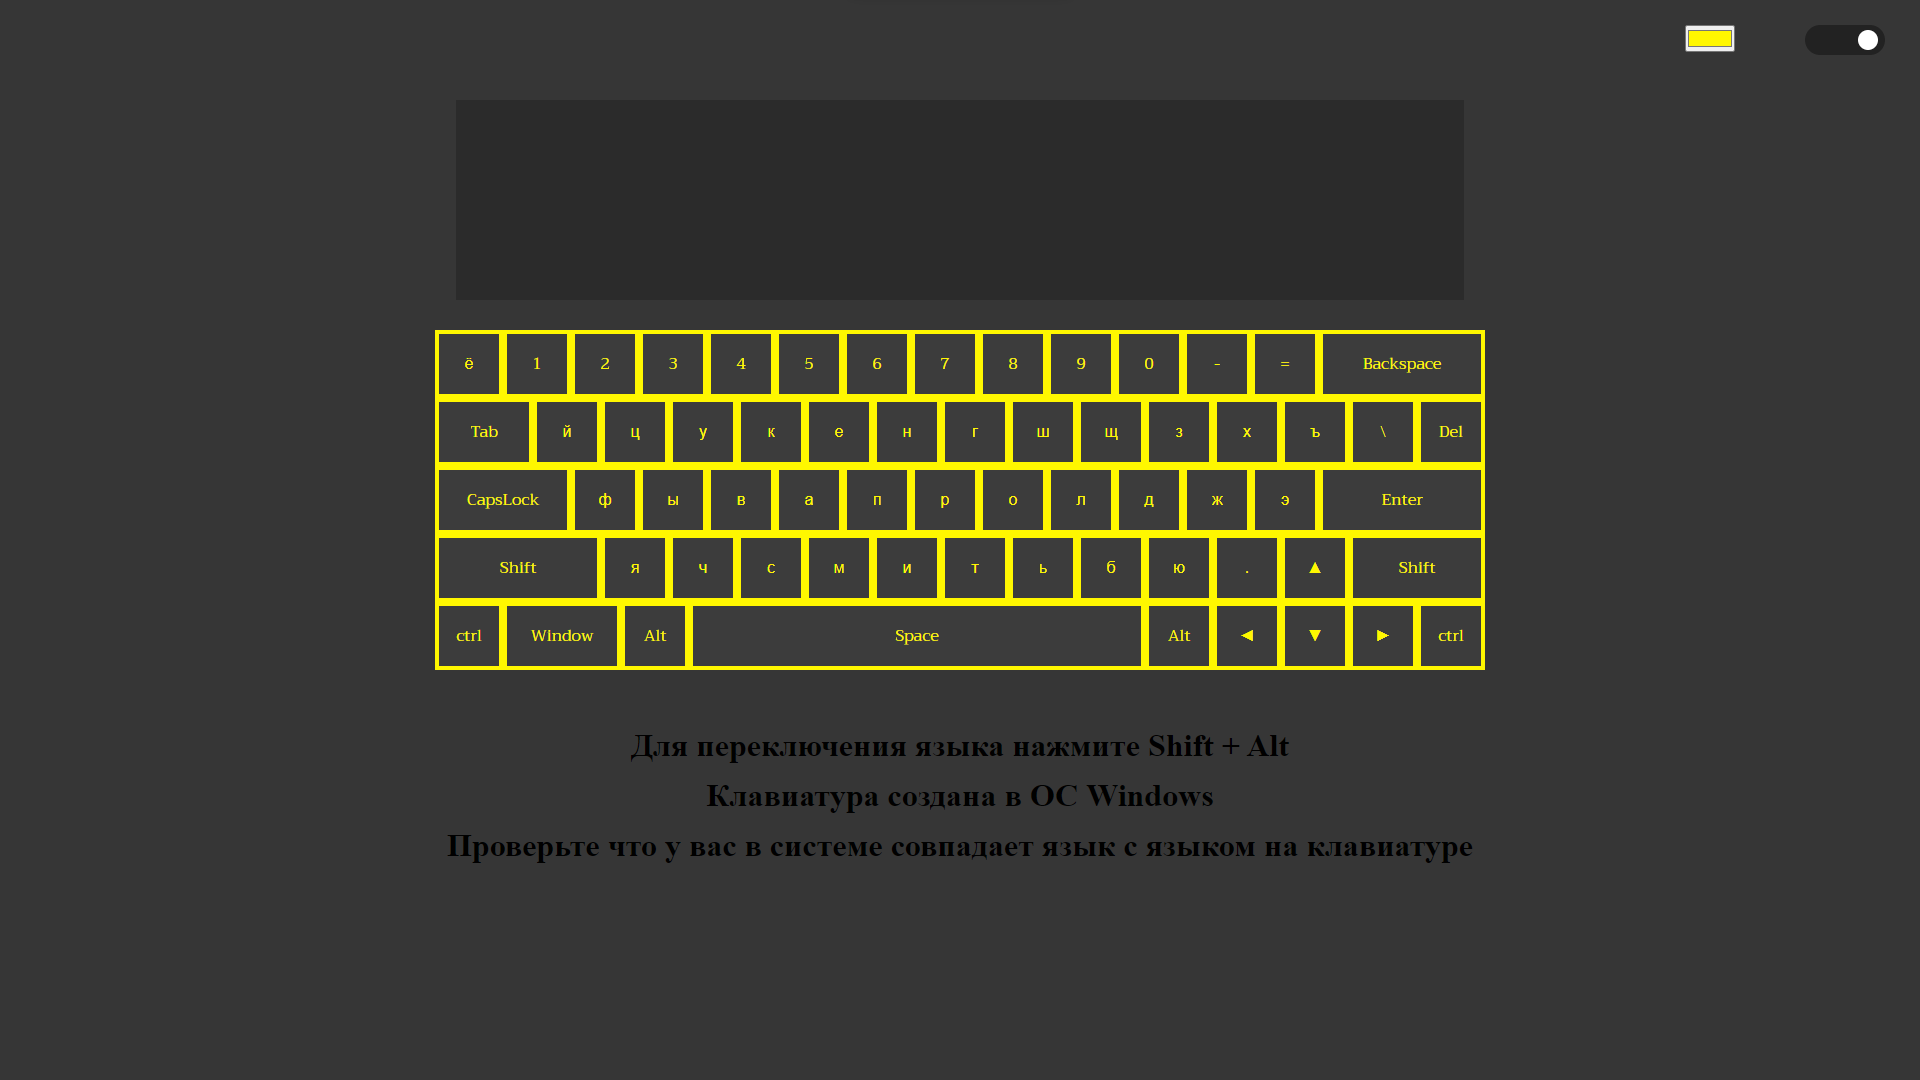 ё 1 2 3 4 5 6 7 8 9 0 - = Backspace
Tab й ц у к е н г ш щ з х ъ \ Del
CapsLock ф ы в а п р о л д ж э Enter
Shift я ч с м и т ь б ю . ▲ Shift
ctrl Window Alt Space Alt ◄ ▼ ► ctrl
Для переключения языка нажмите Shift + Alt
Клавиатура создана в ОС Windows
Проверьте что у вас в системе совпадает язык с языком на клавиатуре